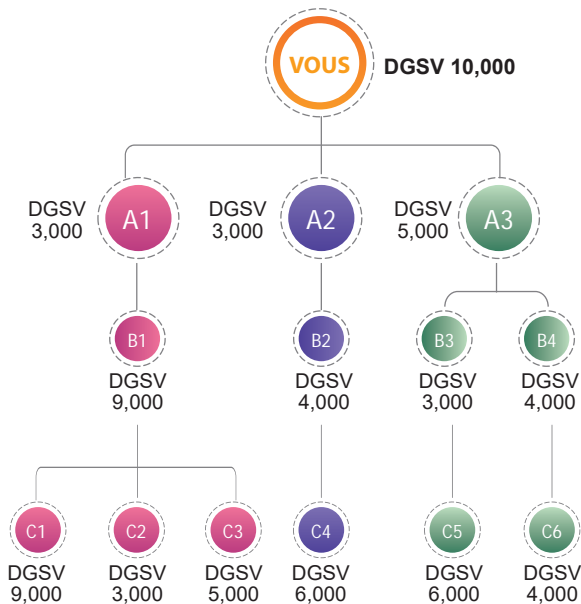 VOUS
DGSV 10,000
DGSV
3,000
A1
DGSV
3,000
A2
DGSV
5,000
A3
B1
DGSV
9,000
B2
DGSV
4,000
B3
DGSV
3,000
B4
DGSV
4,000
C1
DGSV
9,000
C2
DGSV
3,000
C3
DGSV
5,000
C4
DGSV
6,000
C5
DGSV
6,000
C6
DGSV
4,000